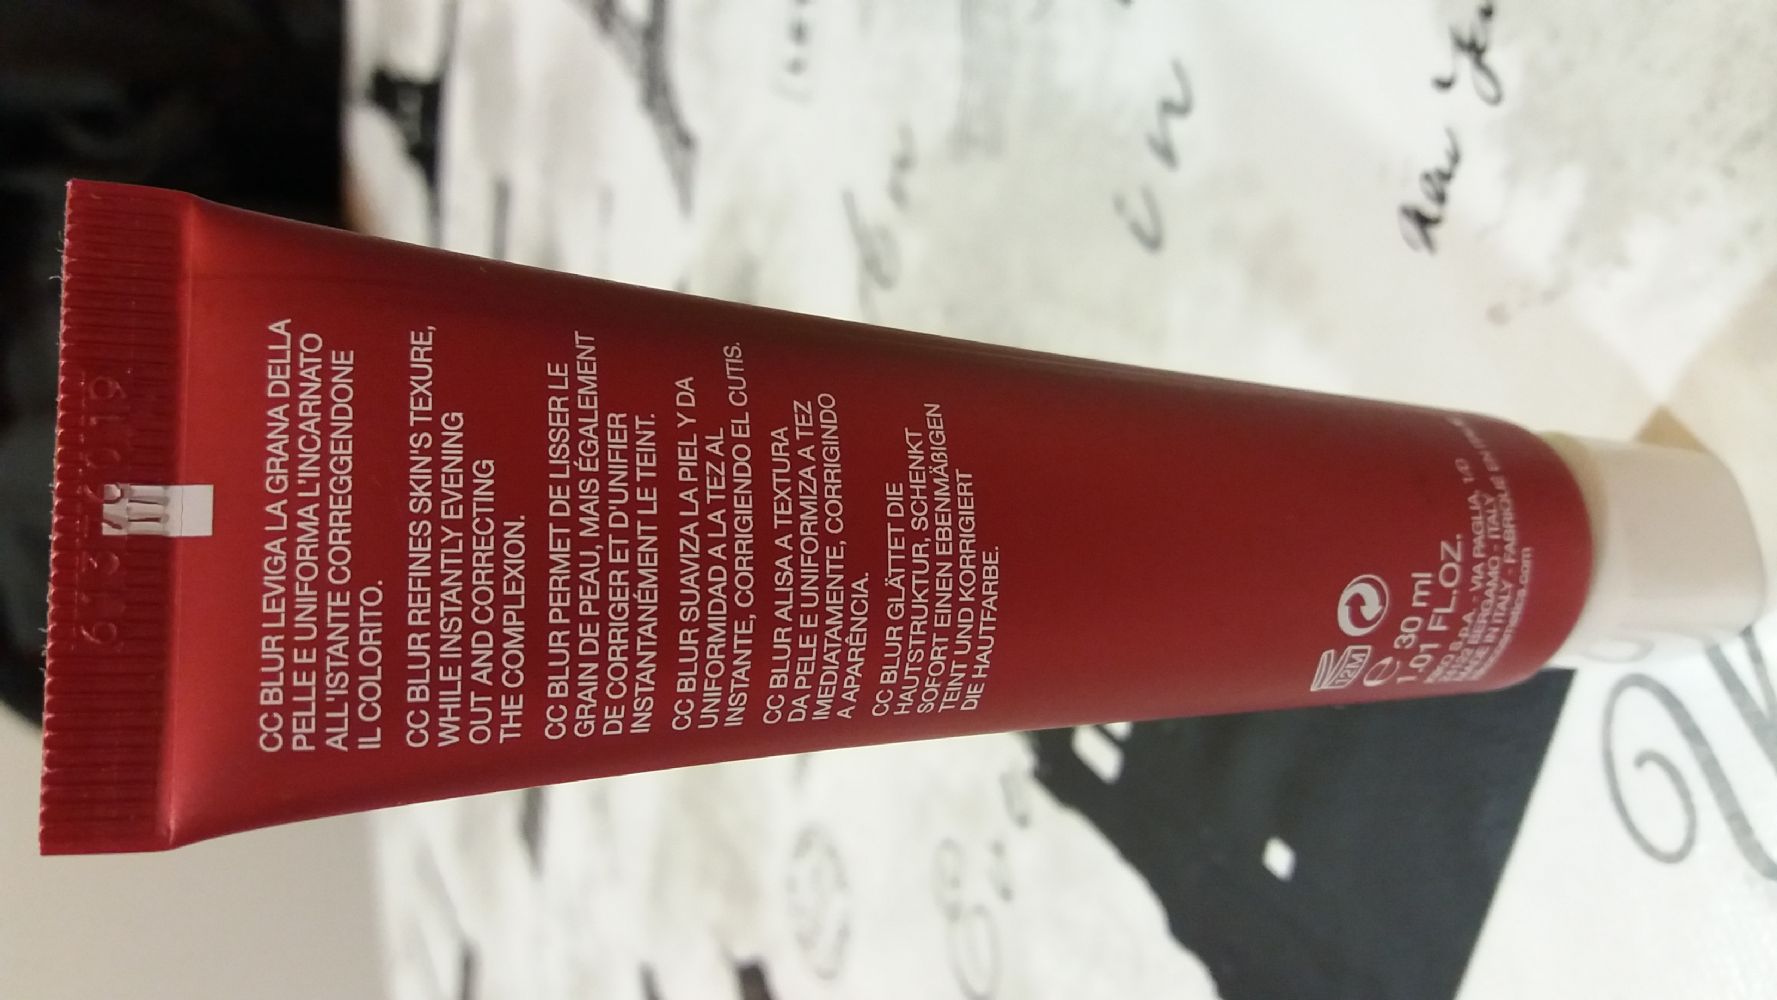 CC BLUR LEVIGA LA GRANA DELLA
PELLE E UNIFORMA L'INCARNATO
ALL'ISTANTE CORREGGENDONE
IL COLORITO.
CC BLUR REFINES SKIN'S TEXURE,
WHILE INSTANTLY EVENING
OUT AND CORRECTING
THE COMPLEXION.
CC BLUR PERMET DE LISSER LE
GRAIN DE PEAU, MAIS ÉGALEMENT
DE CORRIGER ET D'UNIFIER
INSTANTANÉMENT LE TEINT.
CC BLUR SUAVIZA LA PIEL Y DA
UNIFORMIDAD A LA TEZ AL
INSTANTE, CORRIGIENDO EL CUTIS.
CC BLUR ALISA A TEXTURA
DA PELE E UNIFORMIZA A TEZ
IMEDIATAMENTE, CORRIGINDO
A APARÊNCIA.
CC BLUR GLÄTTET DIE
HAUTSTRUKTUR, SCHENKT
SOFORT EINEN EBENMÄßIGEN
TEINT UND KORRIGIERT
DIE HAUTFARBE.
12M
e 30 ml
1.01 FL.OZ.
KIKO S.P.A. - VIA PAGLIA, 1/D
24122 BERGAMO - ITALY
MADE IN ITALY - FABRIQUÉ EN